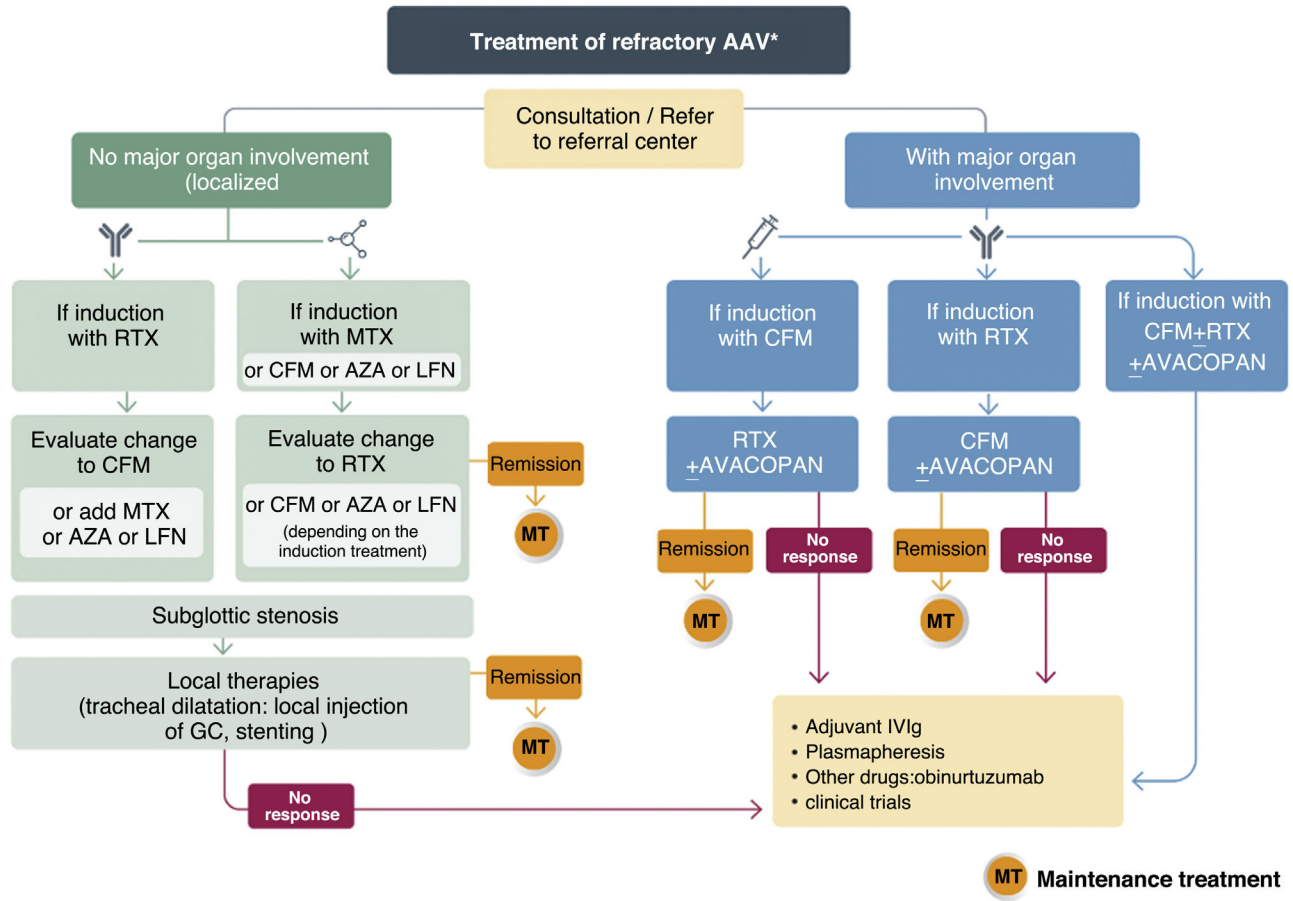 Treatment of refractory AAV*
Consultation / Refer
to referral center
No major organ involvement
(localized
If induction
with RTX
If induction
with MTX
or CFM or AZA or LFN
Evaluate change
to CFM
or add MTX
or AZA or LFN
Evaluate change
to RTX
or CFM or AZA or LFN
(depending on the
induction treatment)
Remission
MT
Subglottic stenosis
Local therapies
(tracheal dilatation: local injection
of GC, stenting )
Remission
MT
No
response
With major organ
involvement
If induction
with CFM
If induction
with RTX
If induction with
CFM±RTX
±AVACOPAN
RTX
±AVACOPAN
CFM
±AVACOPAN
Remission
No
response
Remission
No
response
MT
MT
• Adjuvant IVIg
• Plasmapheresis
• Other drugs:obinurtuzumab
• clinical trials
MT Maintenance treatment